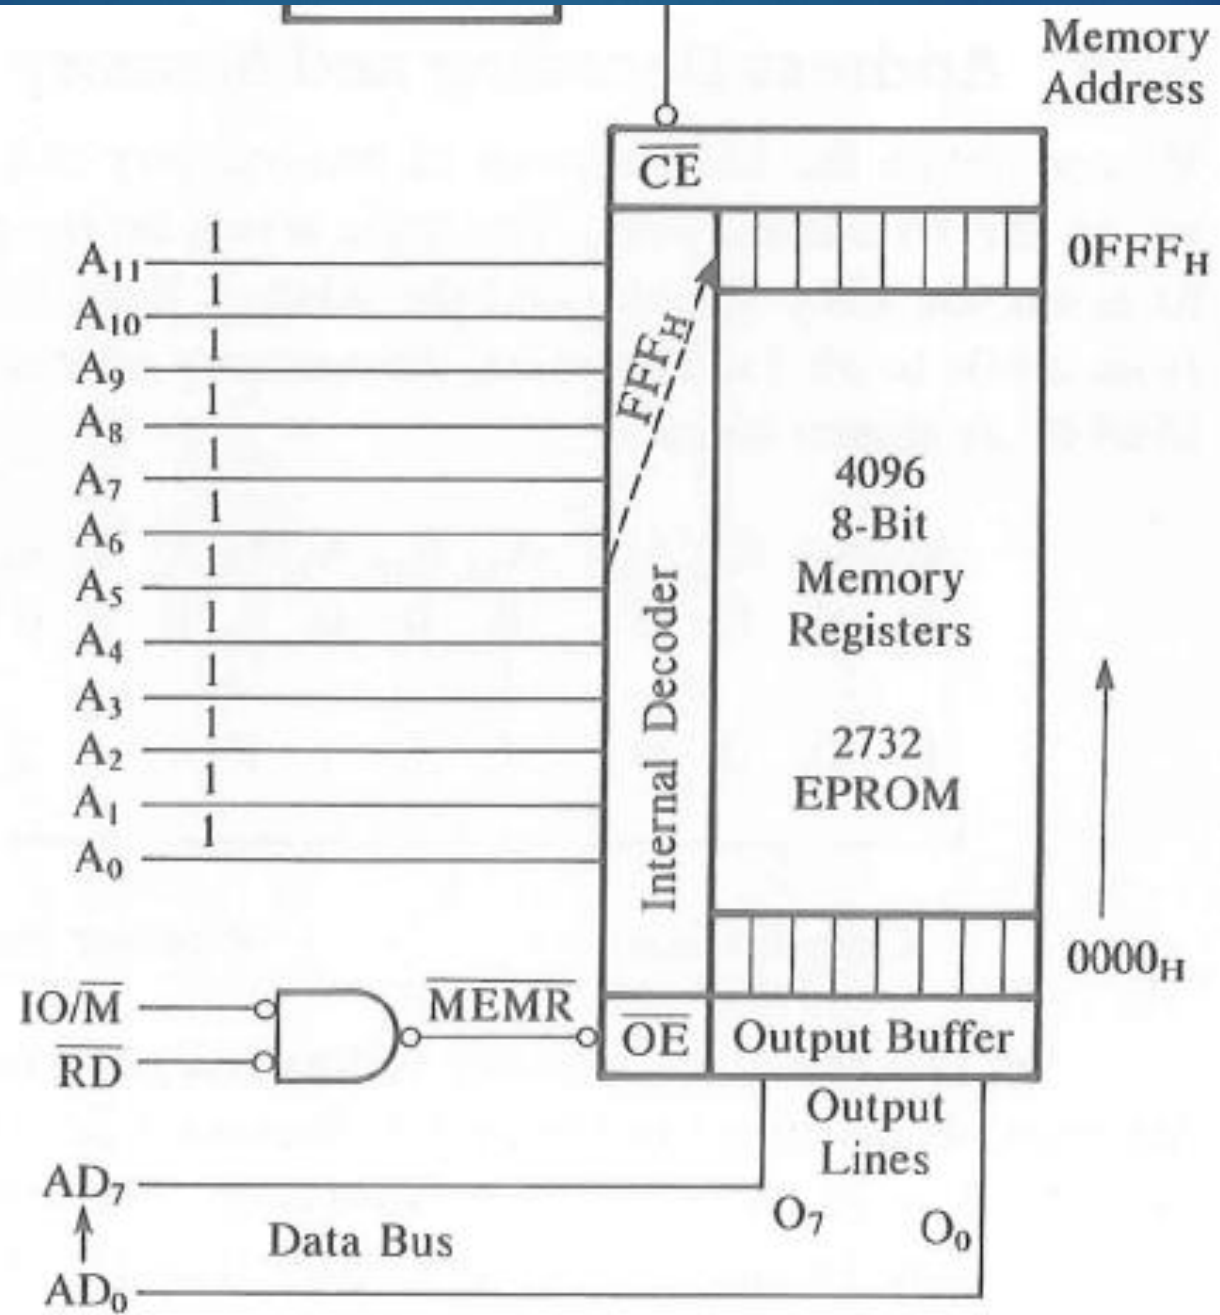 Memory
Address
CE
0FFFH
A11 1
A10 1
A9 1
A8 1
A7 1
A6 1
A5 1
A4 1
A3 1
A2 1
A1 1
A0 1
FFFH
Internal Decoder
4096
8-Bit
Memory
Registers
2732
EPROM
0000H
IO/M
RD
MEMR
OE
Output Buffer
Output
Lines
AD7
O7
O0
Data Bus
AD0